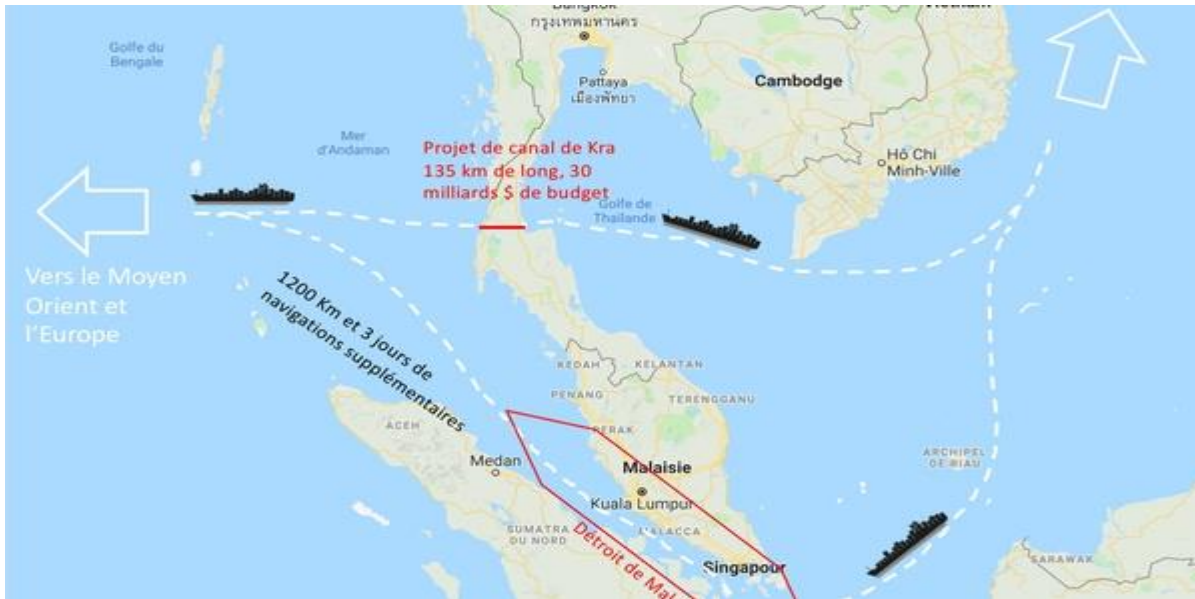 Bangkok
กรุงเทพมหานคร
Golfe du
Bengale
Pattaya
เมืองพัทยา
Cambodge
Mer
d'Andaman
Projet de canal de Kra
135 km de long, 30
milliards $ de budget
Hô Chi
Minh-Ville
Golfe de
Thaïlande
Vers le Moyen
Orient et
l'Europe
1200 Km et 3 jours de
navigations supplémentaires
KEDAH
KELANTAN
PENANG
TERENGGANU
ACEH
PERAK
Medan
Malaisie
Kuala Lumpur
ARCHIPEL
DE RIAU
SUMATRA
DU NORD
MALACCA
Détroit de Mal
Singapour
SARAWAK